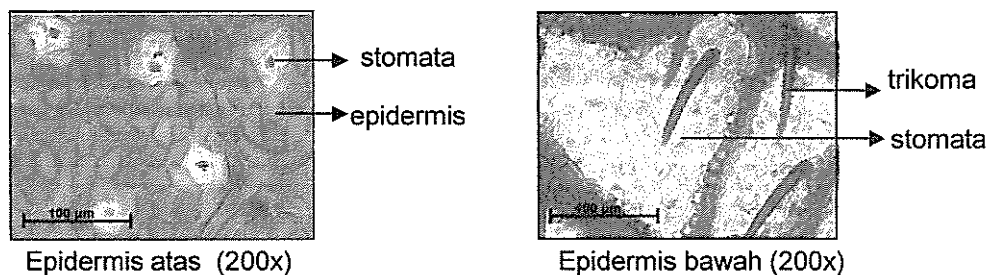 stomata
epidermis
100 µm
Epidermis atas (200x)
trikoma
stomata
400 µm
Epidermis bawah (200x)